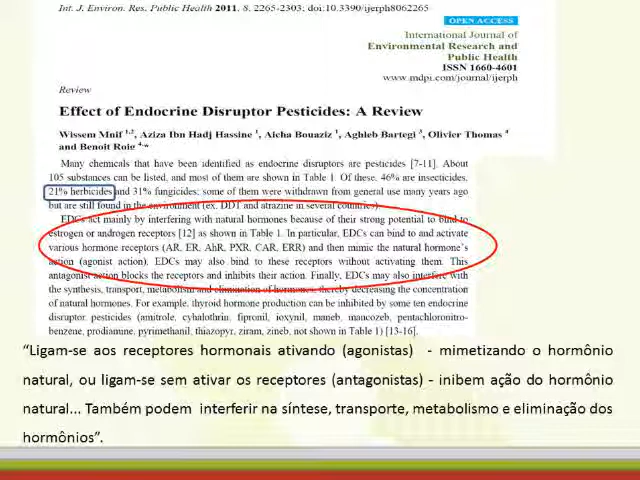 Int. J. Environ. Res. Public Health 2011, 8, 2265-2303; doi:10.3390/ijerph8062265
OPEN ACCESS
International Journal of
Environmental Research and
Public Health
ISSN 1660-4601
www.mdpi.com/journal/ijerph
Review
Effect of Endocrine Disruptor Pesticides: A Review
Wissem Mnif 1,2, Aziza Ibn Hadj Hassine 1, Aicha Bouaziz 1, Aghleb Bartegi 3, Olivier Thomas 4
and Benoit Roig 4,*
Many chemicals that have been identified as endocrine disruptors are pesticides [7-11]. About
105 substances can be listed, and most of them are shown in Table 1. Of these, 46% are insecticides,
21% herbicides and 31% fungicides; some of them were withdrawn from general use many years ago
but are still found in the environment (ex. DDT and atrazine in several countries).
EDCs act mainly by interfering with natural hormones because of their strong potential to bind to
estrogen or androgen receptors [12] as shown in Table 1. In particular, EDCs can bind to and activate
various hormone receptors (AR, ER, AhR, PXR, CAR, ERR) and then mimic the natural hormone's
action (agonist action). EDCs may also bind to these receptors without activating them. This
antagonist action blocks the receptors and inhibits their action. Finally, EDCs may also interfere with
the synthesis, transport, metabolism and elimination of hormones, thereby decreasing the concentration
of natural hormones. For example, thyroid hormone production can be inhibited by some ten endocrine
disruptor pesticides (amitrole, cyhalothrin, fipronil, ioxynil, maneb, mancozeb, pentachloronitro-
benzene, prodiamine, pyrimethanil, thiazopyr, ziram, zineb, not shown in Table 1) [13-16].
“Ligam-se aos receptores hormonais ativando (agonistas) - mimetizando o hormônio
natural, ou ligam-se sem ativar os receptores (antagonistas) - inibem ação do hormônio
natural... Também podem interferir na síntese, transporte, metabolismo e eliminação dos
hormônios”.